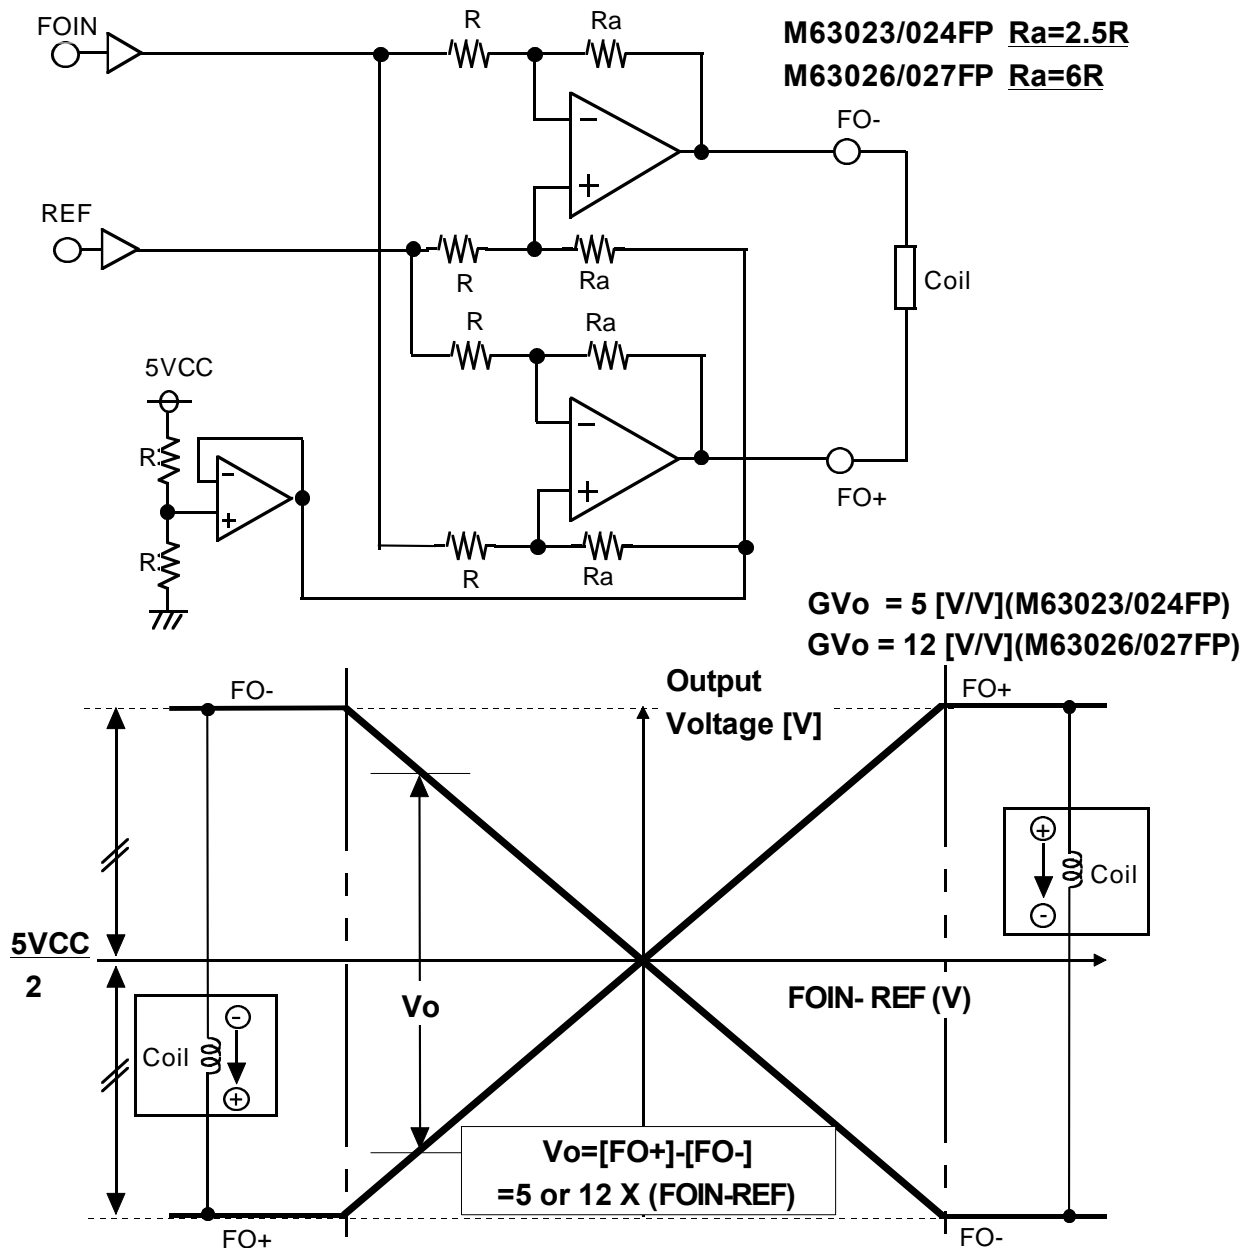 FOIN
R
Ra
M63023/024FP Ra=2.5R
M63026/027FP Ra=6R
FO-
−
+
REF
R
Ra
Coil
R
Ra
5VCC
R
−
+
−
+
FO+
R
R
Ra
GVo = 5 [V/V](M63023/024FP)
GVo = 12 [V/V](M63026/027FP)
FO-
Output
Voltage [V]
FO+
+
Coil
-
5VCC
2
Vo
FOIN- REF (V)
-
Coil
+
Vo=[FO+]-[FO-]
=5 or 12 X (FOIN-REF)
FO+
FO-